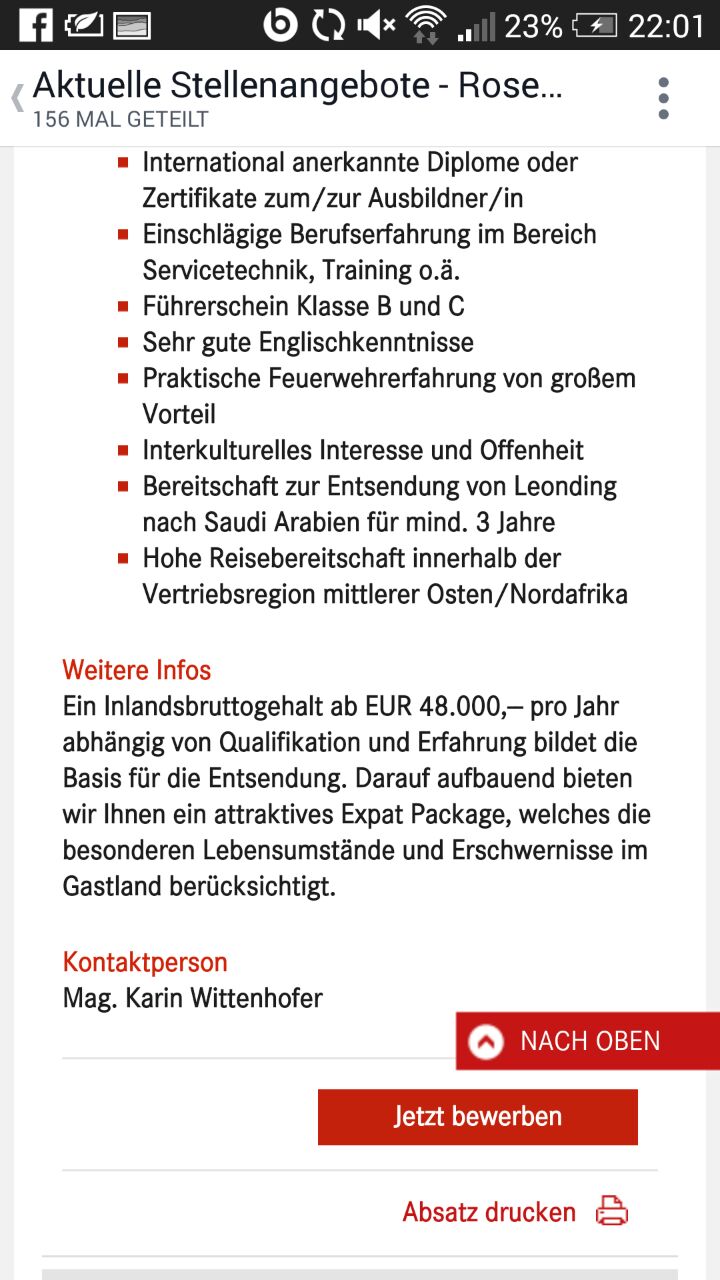 23% 22:01
Aktuelle Stellenangebote - Rose...
156 MAL GETEILT
International anerkannte Diplome oder
Zertifikate zum/zur Ausbildner/in
Einschlägige Berufserfahrung im Bereich
Servicetechnik, Training o.ä.
Führerschein Klasse B und C
Sehr gute Englischkenntnisse
Praktische Feuerwehrerfahrung von großem
Vorteil
Interkulturelles Interesse und Offenheit
Bereitschaft zur Entsendung von Leonding
nach Saudi Arabien für mind. 3 Jahre
Hohe Reisebereitschaft innerhalb der
Vertriebsregion mittlerer Osten/Nordafrika
Weitere Infos
Ein Inlandsbruttogehalt ab EUR 48.000,— pro Jahr
abhängig von Qualifikation und Erfahrung bildet die
Basis für die Entsendung. Darauf aufbauend bieten
wir Ihnen ein attraktives Expat Package, welches die
besonderen Lebensumstände und Erschwernisse im
Gastland berücksichtigt.
Kontaktperson
Mag. Karin Wittenhofer
NACH OBEN
Jetzt bewerben
Absatz drucken